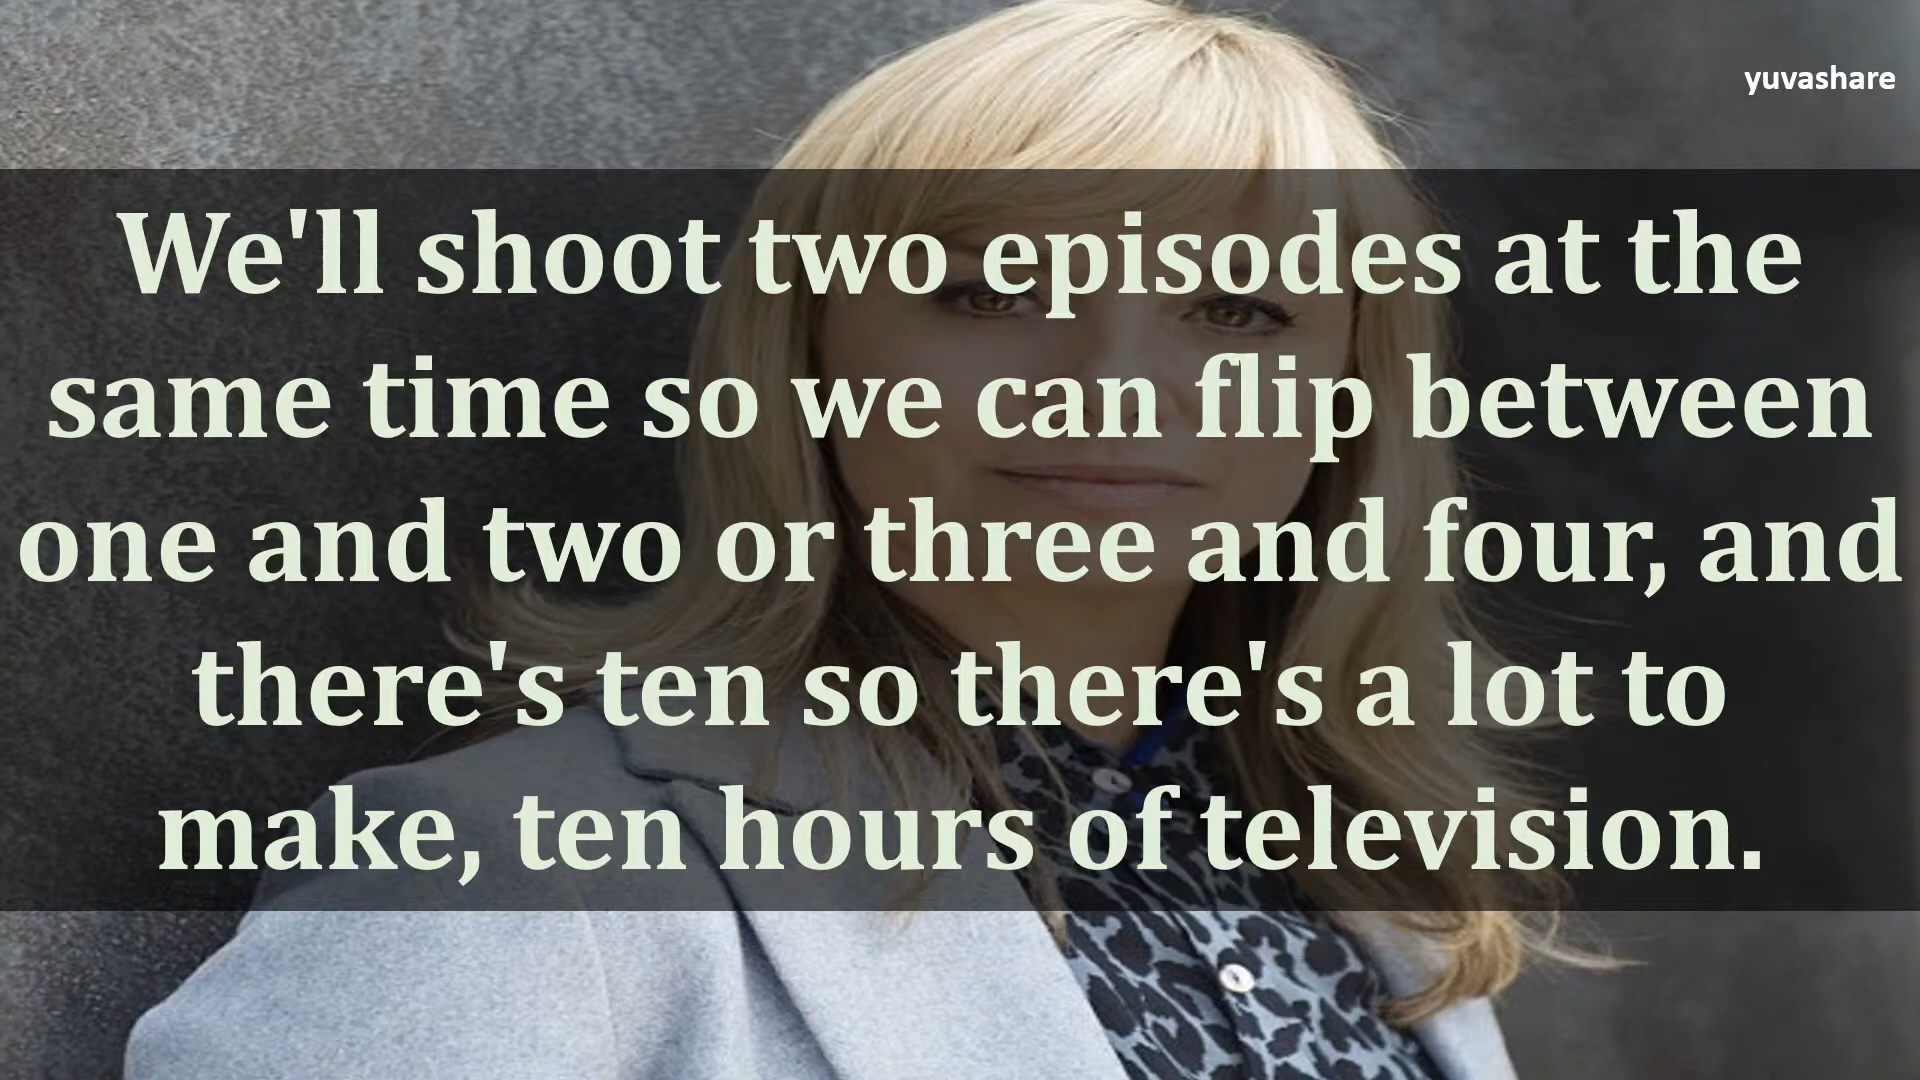 yuvashare
We'll shoot two episodes at the
same time so we can flip between
one and two or three and four, and
there's ten so there's a lot to
make, ten hours of television.